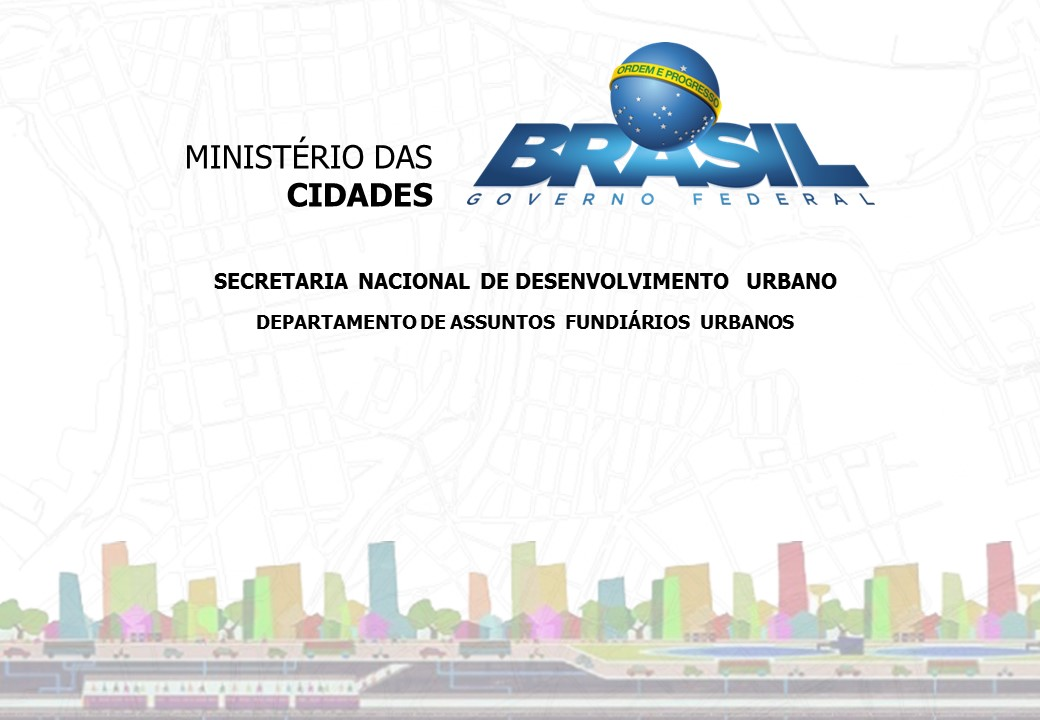 MINISTÉRIO DAS
CIDADES
ORDEM E PROGRESSO
BRASIL
GOVERNO FEDERAL
SECRETARIA NACIONAL DE DESENVOLVIMENTO URBANO
DEPARTAMENTO DE ASSUNTOS FUNDIÁRIOS URBANOS